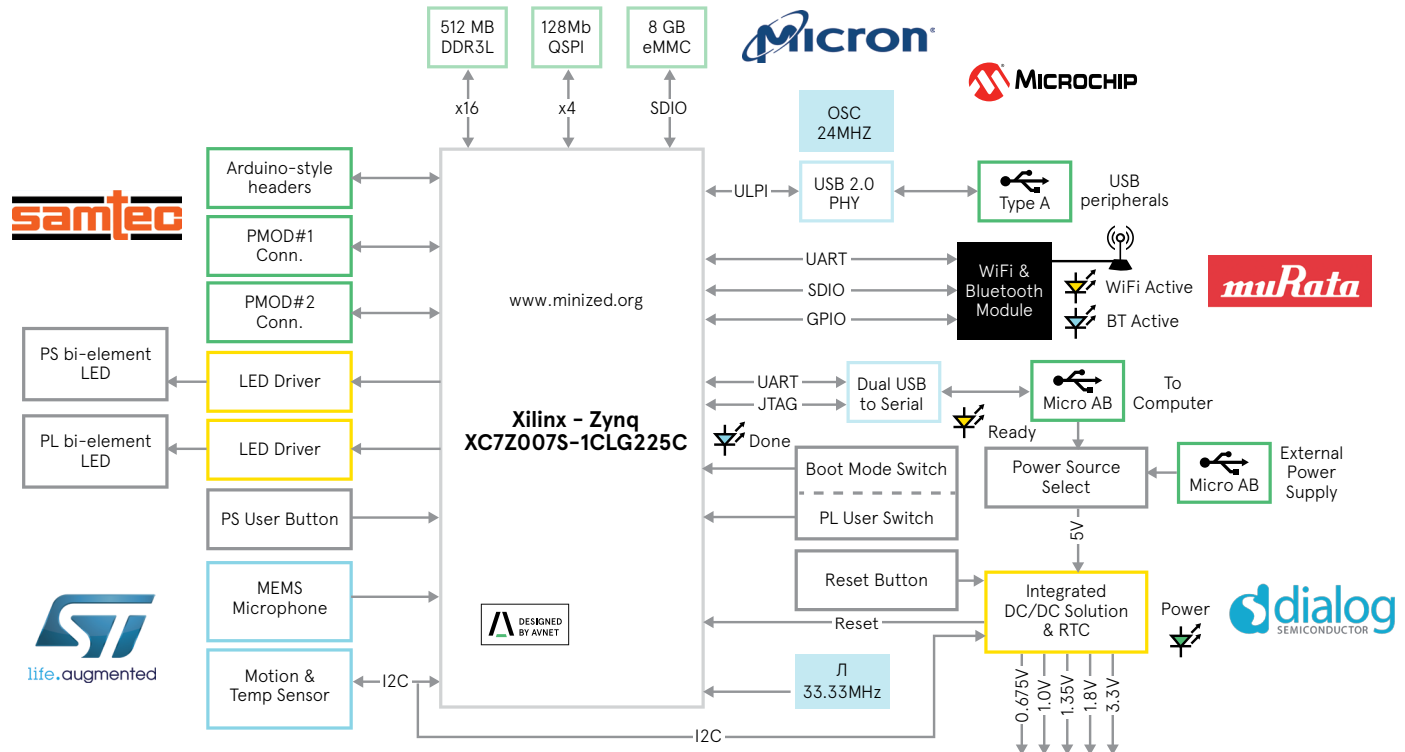 512 MB
DDR3L
128Mb
QSPI
8 GB
eMMC
Micron
MICROCHIP
x16
x4
SDIO
OSC
24MHZ
samtec
Arduino-style
headers
ULPI
USB 2.0
PHY
Type A
USB
peripherals
PMOD#1
Conn.
PMOD#2
Conn.
www.minized.org
UART
SDIO
GPIO
WiFi &
Bluetooth
Module
WiFi Active
BT Active
muRata
PS bi-element
LED
LED Driver
PL bi-element
LED
LED Driver
Xilinx - Zynq
XC7Z007S-1CLG225C
UART
JTAG
Dual USB
to Serial
Micro AB
To
Computer
Done
Ready
Boot Mode Switch
PL User Switch
Power Source
Select
Micro AB
External
Power
Supply
PS User Button
5V
MEMS
Microphone
Reset Button
Integrated
DC/DC Solution
& RTC
Power
dialog
SEMICONDUCTOR
ST
life.augmented
DESIGNED
BY AVNET
Reset
Motion &
Temp Sensor
I2C
33.33MHz
I2C
0.675V
1.0V
1.35V
1.8V
3.3V